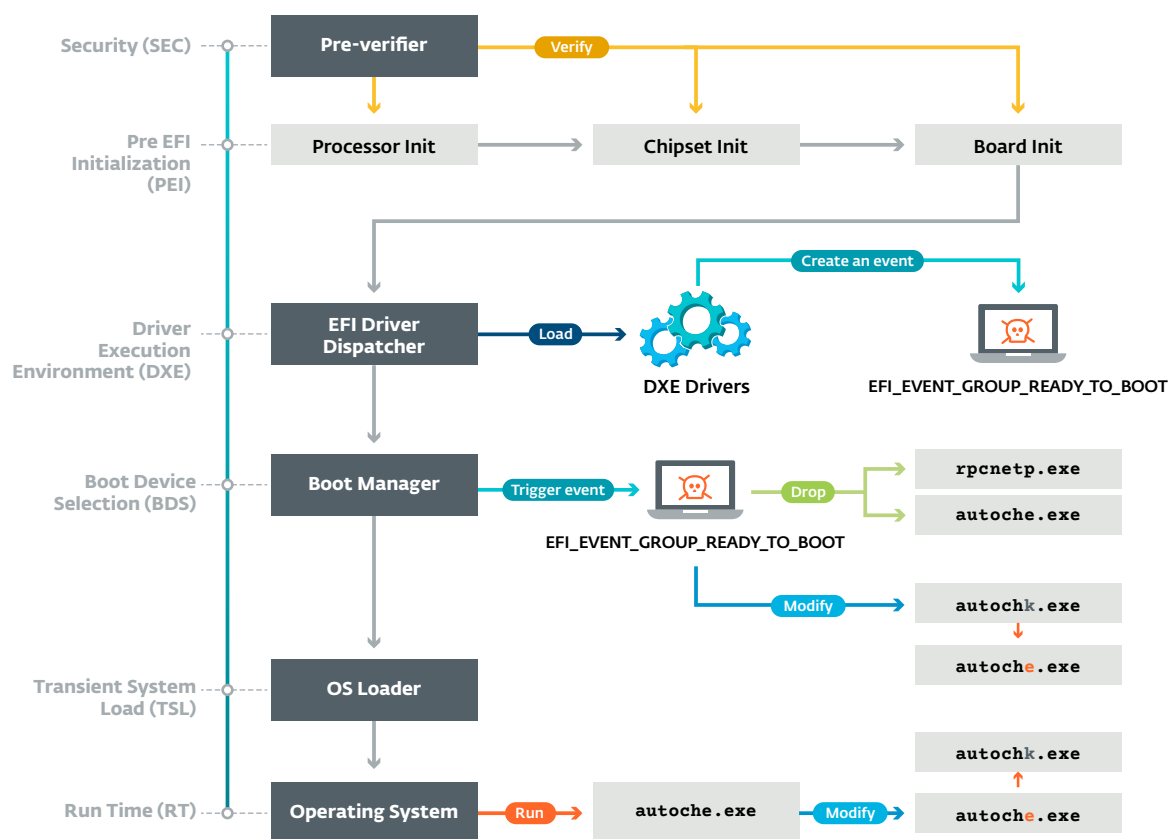 Security (SEC)
Pre-verifier
Verify
Pre EFI
Initialization
(PEI)
Processor Init
Chipset Init
Board Init
Create an event
Driver
Execution
Environment (DXE)
EFI Driver
Dispatcher
Load
DXE Drivers
EFI_EVENT_GROUP_READY_TO_BOOT
Boot Device
Selection (BDS)
Boot Manager
Trigger event
EFI_EVENT_GROUP_READY_TO_BOOT
Drop
rpcnetp.exe
autoche.exe
Modify
autochk.exe
autoche.exe
Transient System
Load (TSL)
OS Loader
Run Time (RT)
Operating System
Run
autoche.exe
Modify
autochk.exe
autoche.exe